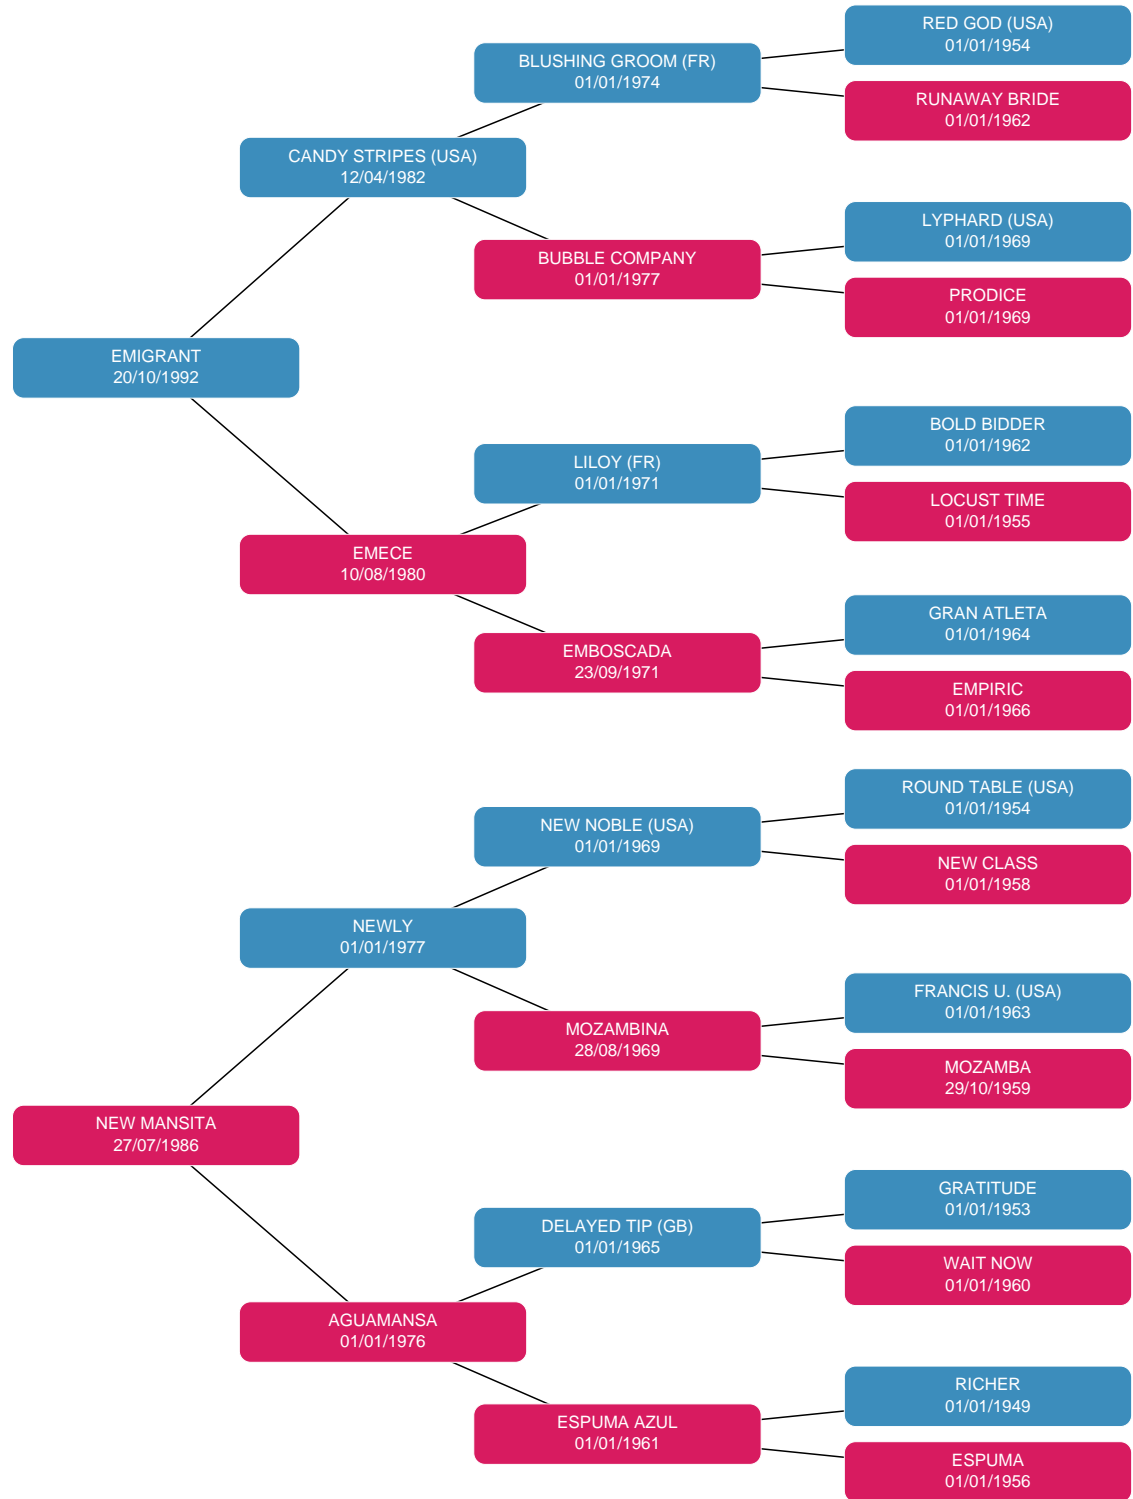 RED GOD (USA)
01/01/1954
BLUSHING GROOM (FR)
01/01/1974
RUNAWAY BRIDE
01/01/1962
CANDY STRIPES (USA)
12/04/1982
LYPHARD (USA)
01/01/1969
BUBBLE COMPANY
01/01/1977
PRODICE
01/01/1969
EMIGRANT
20/10/1992
BOLD BIDDER
01/01/1962
LILOY (FR)
01/01/1971
LOCUST TIME
01/01/1955
EMECE
10/08/1980
GRAN ATLETA
01/01/1964
EMBOSCADA
23/09/1971
EMPIRIC
01/01/1966
ROUND TABLE (USA)
01/01/1954
NEW NOBLE (USA)
01/01/1969
NEW CLASS
01/01/1958
NEWLY
01/01/1977
FRANCIS U. (USA)
01/01/1963
MOZAMBINA
28/08/1969
MOZAMBA
29/10/1959
NEW MANSITA
27/07/1986
GRATITUDE
01/01/1953
DELAYED TIP (GB)
01/01/1965
WAIT NOW
01/01/1960
AGUAMANSA
01/01/1976
RICHER
01/01/1949
ESPUMA AZUL
01/01/1961
ESPUMA
01/01/1956